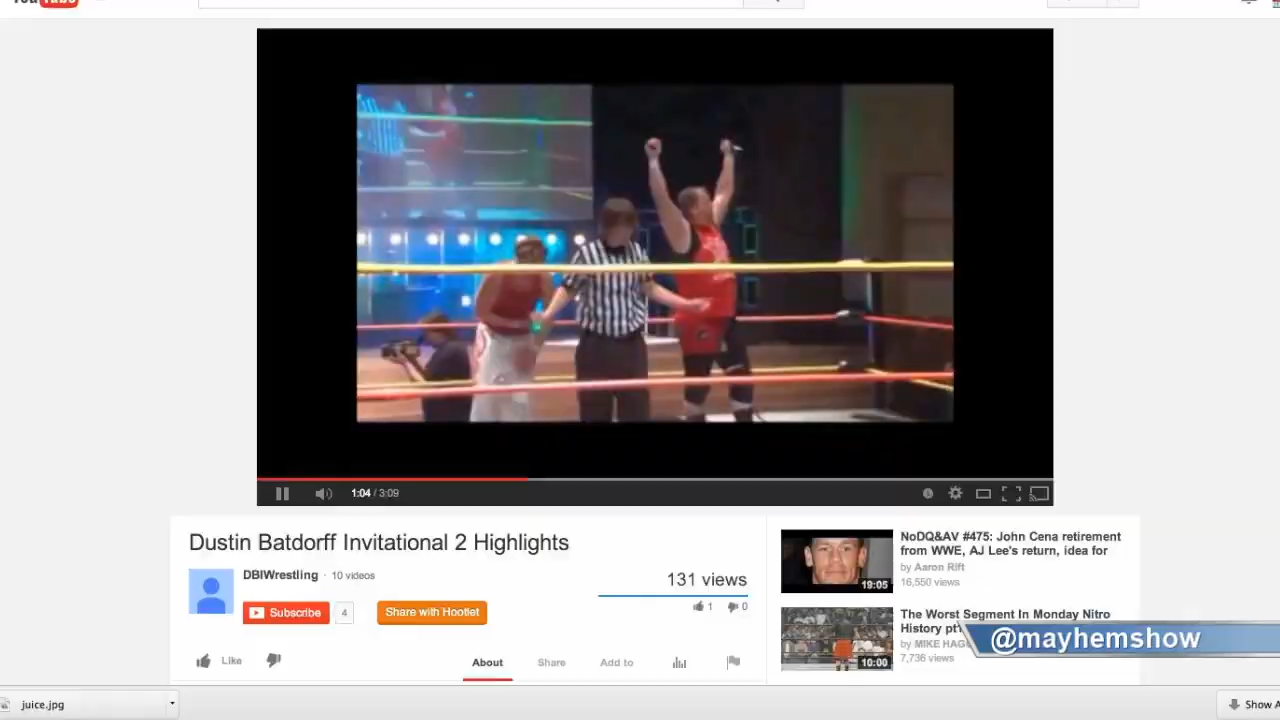 YouTube
1:04 / 3:09
Dustin Batdorff Invitational 2 Highlights
DBIWrestling · 10 videos
Subscribe
4
Share with Hootlet
131 views
1
0
Like
About
Share
Add to
NoDQ&AV #475: John Cena retirement
from WWE, AJ Lee's return, idea for
by Aaron Rift
16,550 views
19:05
The Worst Segment In Monday Nitro
History
by MIKE
7,736 views
10:00
@mayhemshow
juice.jpg
Show